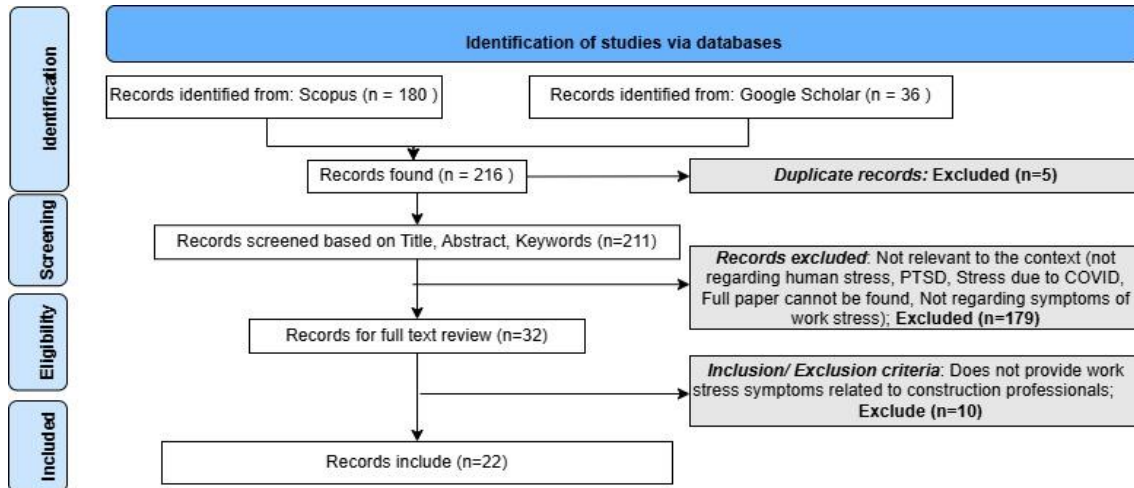 Identification of studies via databases
Identification
Records identified from: Scopus (n = 180 )
Records identified from: Google Scholar (n = 36 )
Records found (n = 216 )
Duplicate records: Excluded (n=5)
Screening
Records screened based on Title, Abstract, Keywords (n=211)
Records excluded: Not relevant to the context (not
regarding human stress, PTSD, Stress due to COVID,
Full paper cannot be found, Not regarding symptoms of
work stress); Excluded (n=179)
Eligibility
Records for full text review (n=32)
Inclusion/ Exclusion criteria: Does not provide work
stress symptoms related to construction professionals;
Exclude (n=10)
Included
Records include (n=22)